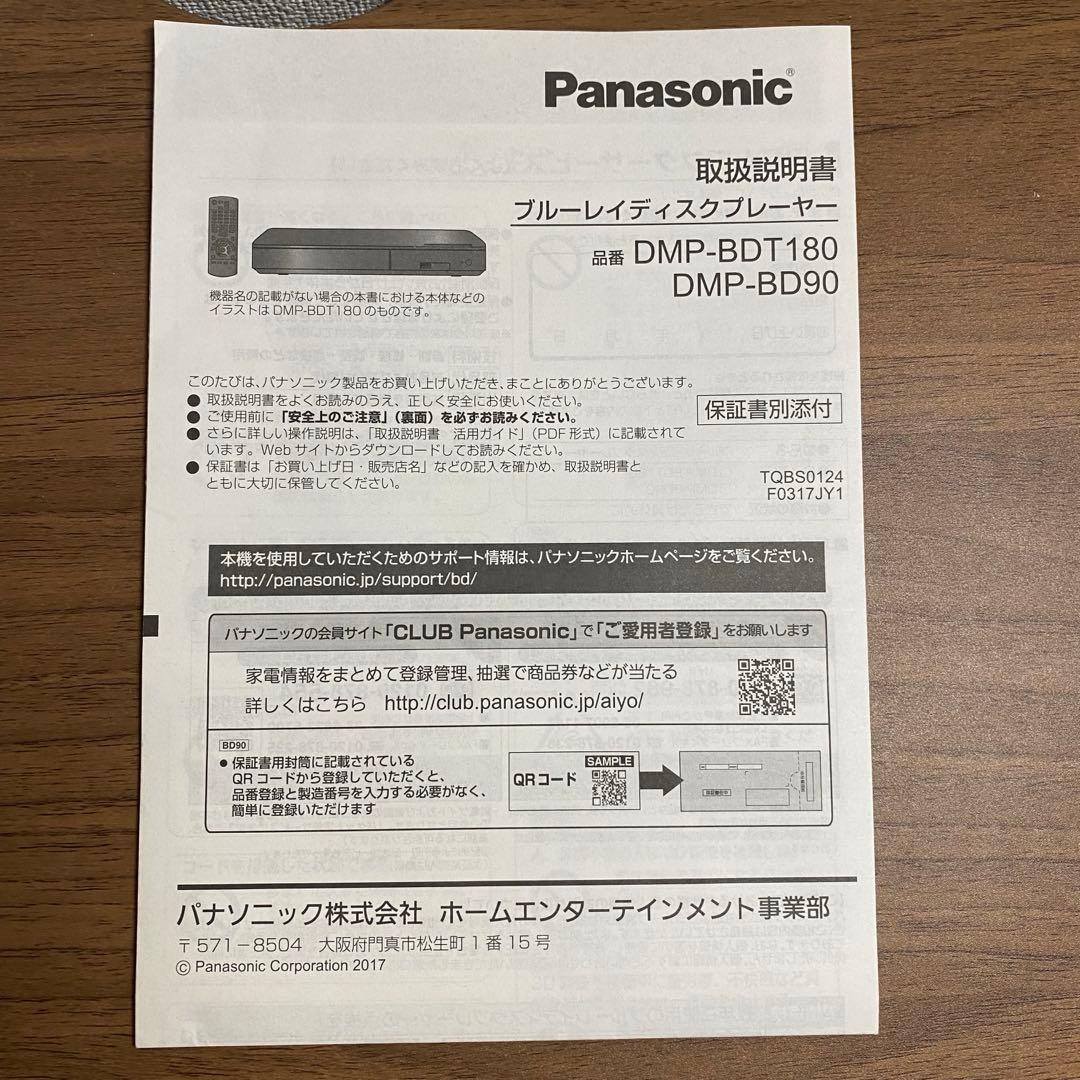 Panasonic®
取扱説明書
ブルーレイディスクプレーヤー
品番 DMP-BDT180
DMP-BD90
機器名の記載がない場合の本書における本体などの
イラストは DMP-BDT180 のものです。
このたびは、パナソニック製品をお買い上げいただき、まことにありがとうございます。
● 取扱説明書をよくお読みのうえ、正しく安全にお使いください。
● ご使用前に「安全上のご注意」（裏面）を必ずお読みください。
● さらに詳しい操作説明は、「取扱説明書 活用ガイド」（PDF 形式）に記載されて
います。Web サイトからダウンロードしてお読みください。
● 保証書は「お買い上げ日・販売店名」などの記入を確かめ、取扱説明書と
ともに大切に保管してください。
保証書別添付
TQBS0124
F0317JY1
本機を使用していただくためのサポート情報は、パナソニックホームページをご覧ください。
http://panasonic.jp/support/bd/
パナソニックの会員サイト「CLUB Panasonic」で「ご愛用者登録」をお願いします
家電情報をまとめて登録管理、抽選で商品券などが当たる
詳しくはこちら http://club.panasonic.jp/aiyo/
BD90
● 保証書用封筒に記載されている
QR コードから登録していただくと、
品番登録と製造番号を入力する必要がなく、
簡単に登録いただけます
SAMPLE
QRコード
パナソニック株式会社 ホームエンターテインメント事業部
〒571－8504 大阪府門真市松生町1番15号
© Panasonic Corporation 2017